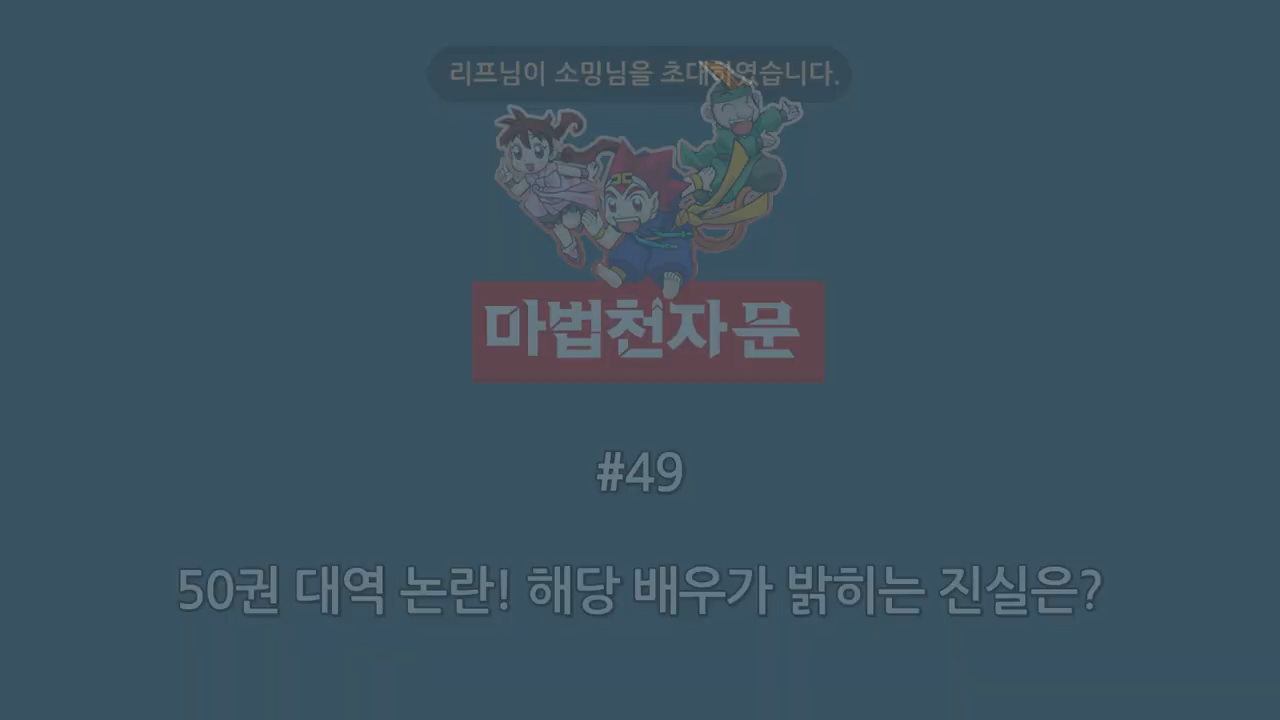 리프님이 소밍님을 초대하였습니다.
마법천자문
#49
50권 대역 논란! 해당 배우가 밝히는 진실은?